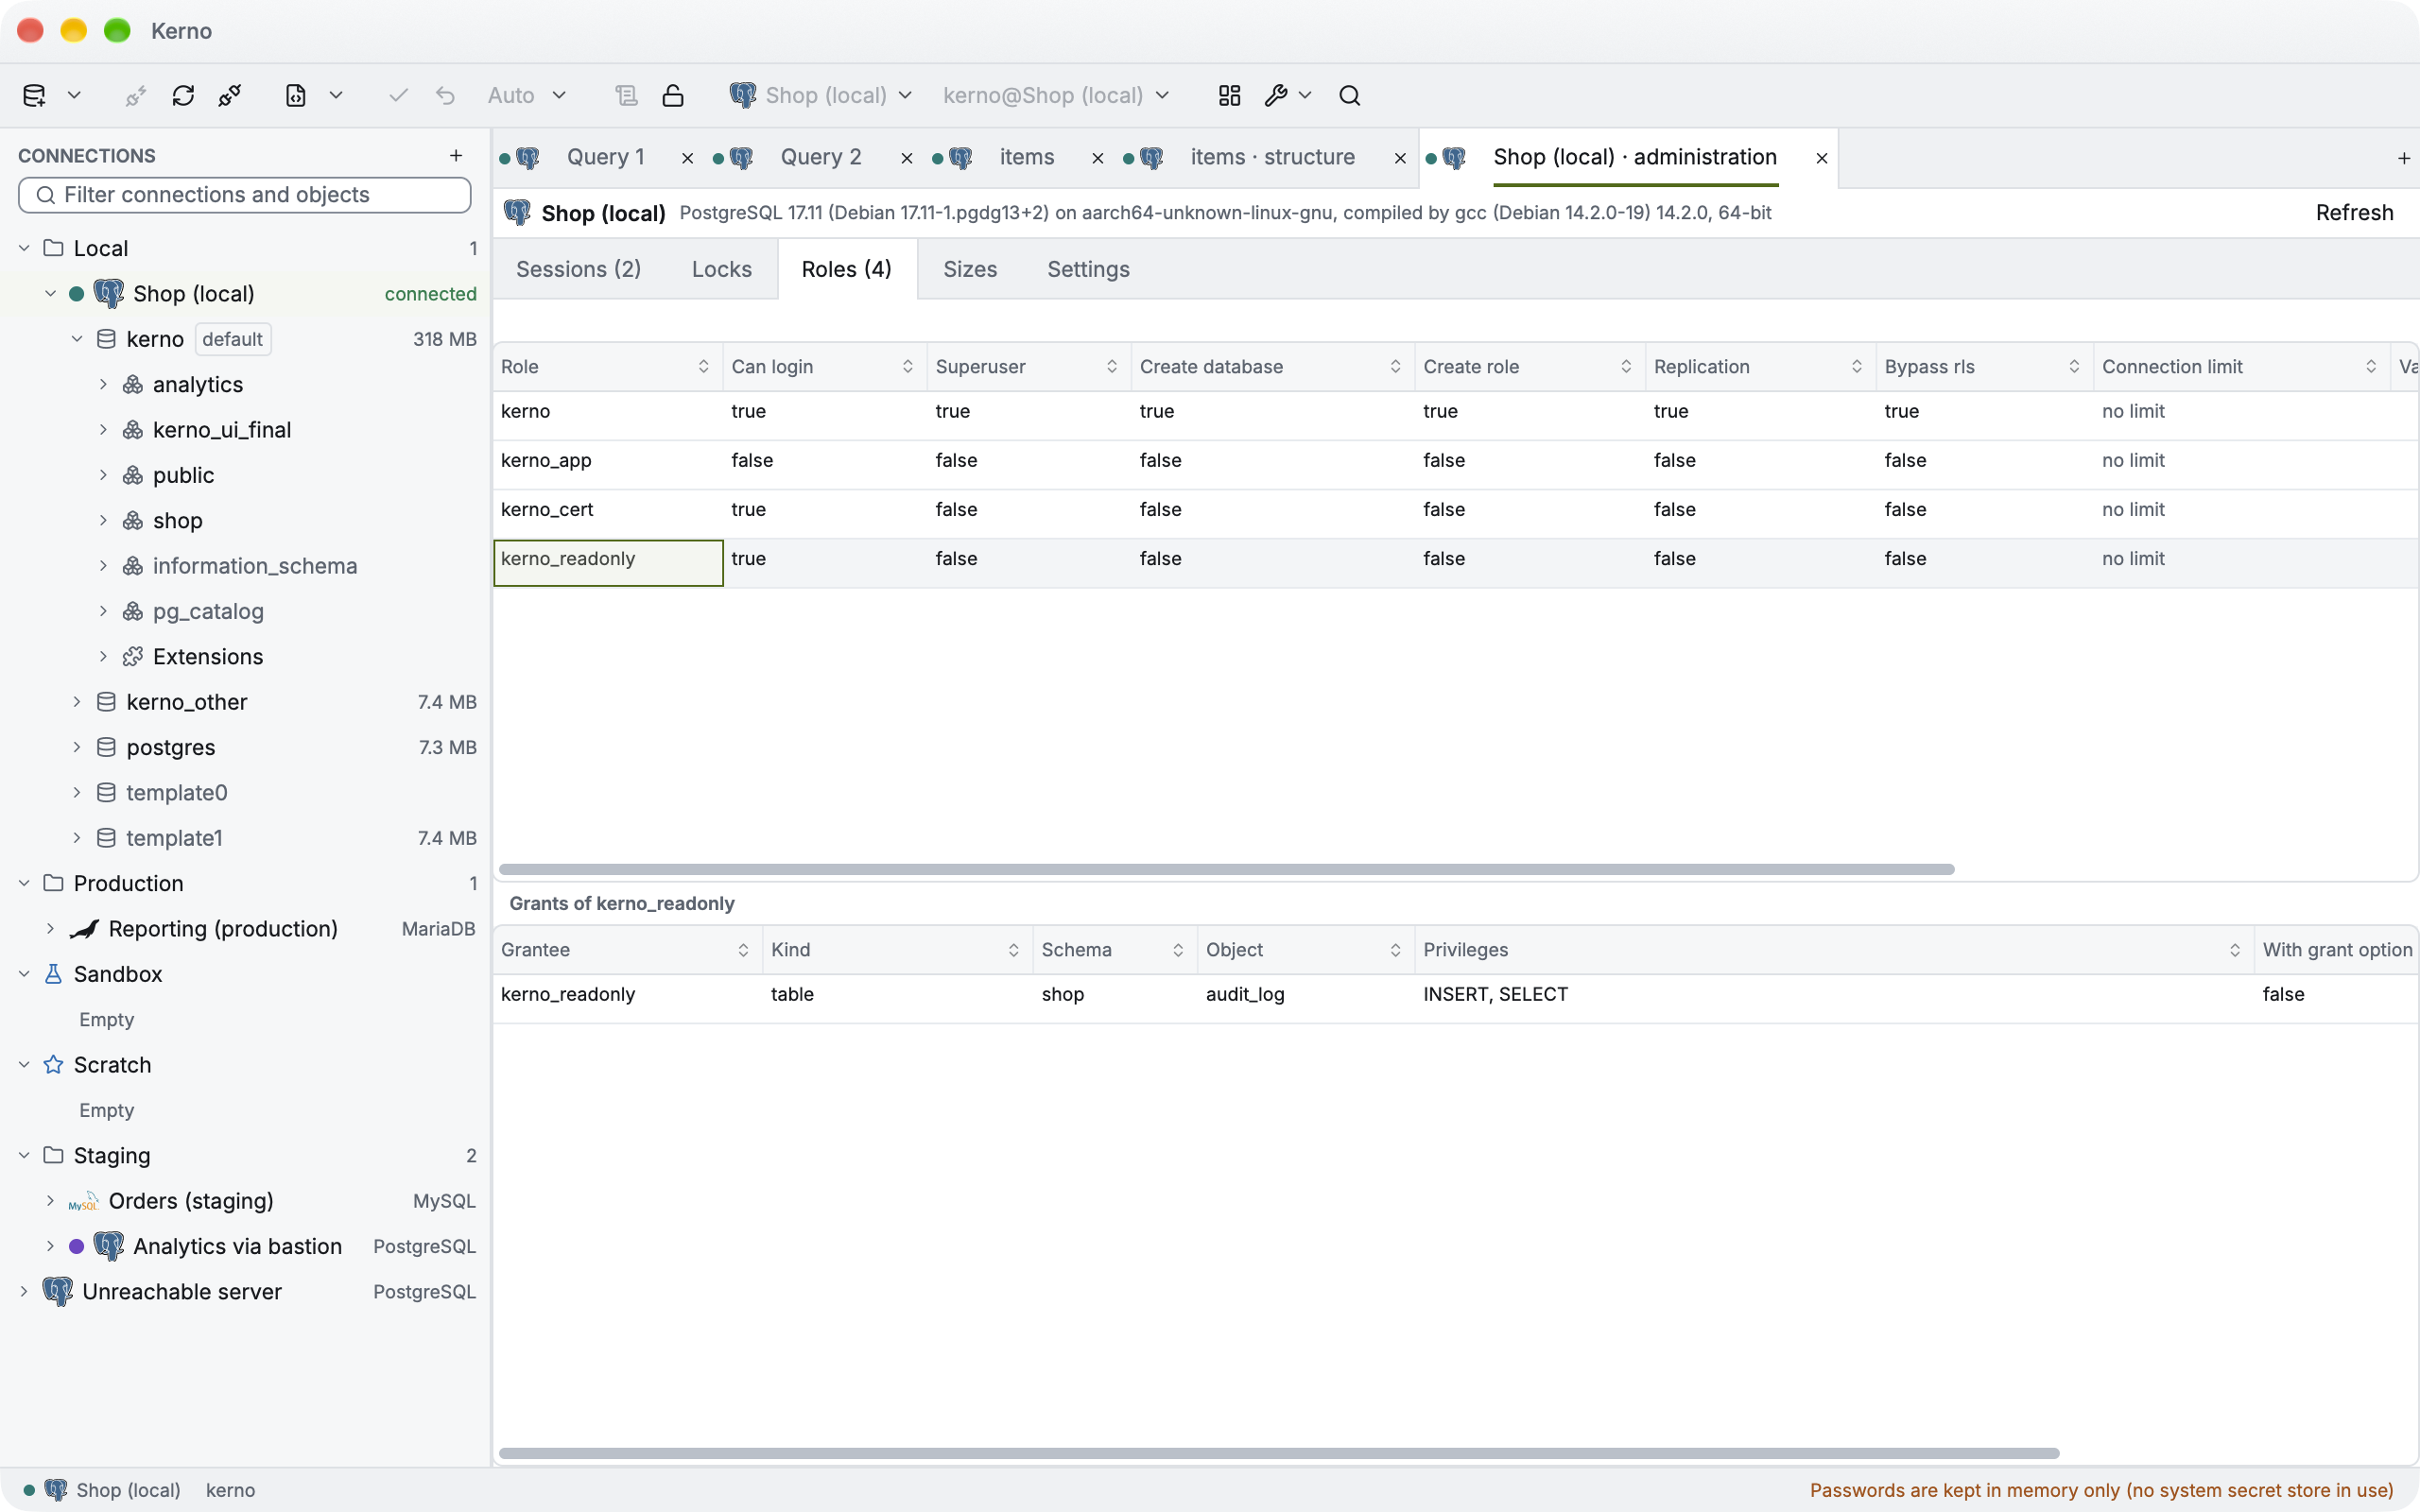 Kerno
Auto
Shop (local)
kerno@Shop (local)
CONNECTIONS
Filter connections and objects
Local 1
Shop (local) connected
kerno default 318 MB
analytics
kerno_ui_final
public
shop
information_schema
pg_catalog
Extensions
kerno_other 7.4 MB
postgres 7.3 MB
template0
template1 7.4 MB
Production 1
Reporting (production) MariaDB
Sandbox
Empty
Scratch
Empty
Staging 2
MySQL Orders (staging) MySQL
Analytics via bastion PostgreSQL
Unreachable server PostgreSQL
Query 1 Query 2 items items · structure Shop (local) · administration
Shop (local) PostgreSQL 17.11 (Debian 17.11-1.pgdg13+2) on aarch64-unknown-linux-gnu, compiled by gcc (Debian 14.2.0-19) 14.2.0, 64-bit Refresh
Sessions (2) Locks Roles (4) Sizes Settings
Role Can login Superuser Create database Create role Replication Bypass rls Connection limit Va
kerno true true true true true true no limit
kerno_app false false false false false false no limit
kerno_cert true false false false false false no limit
kerno_readonly true false false false false false no limit
Grants of kerno_readonly
Grantee Kind Schema Object Privileges With grant option
kerno_readonly table shop audit_log INSERT, SELECT false
Shop (local) kerno Passwords are kept in memory only (no system secret store in use)